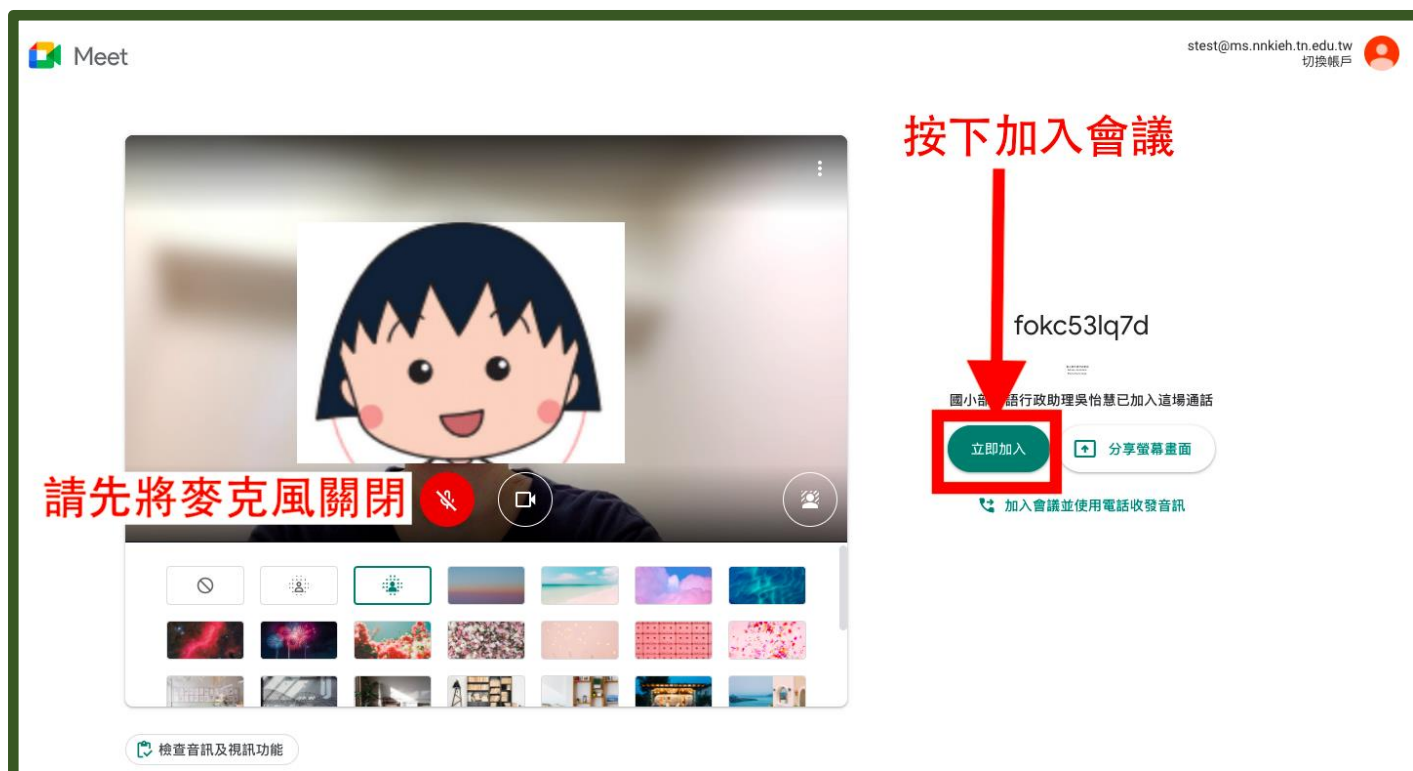 Meet
stest@ms.nnkieh.tn.edu.tw
切換帳戶
按下加入會議
fokc53lq7d
國小部語行政助理吳怡慧已加入這場通話
立即加入
分享螢幕畫面
加入會議並使用電話收發音訊
請先將麥克風關閉
檢查音訊及視訊功能